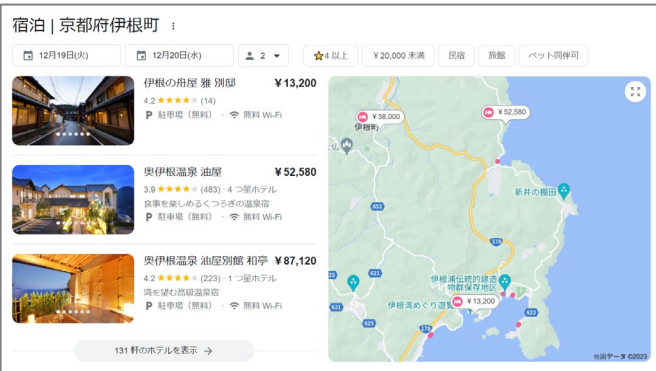 宿泊 | 京都府伊根町
12月19日(火)
12月20日(水)
2
4 以上
¥20,000 未満
民宿
旅館
ペット同伴可
伊根の舟屋 雅 別邸 ¥13,200
4.2 (14)
P 駐車場（無料） · 無料 Wi-Fi
奥伊根温泉 油屋 ¥52,580
3.9 (483) · 4 つ星ホテル
食事を楽しめるくつろぎの温泉宿
P 駐車場（無料） · 無料 Wi-Fi
奥伊根温泉 油屋別館 和亭 ¥87,120
4.2 (223) · 1 つ星ホテル
湾を望む高級温泉宿
P 駐車場（無料） · 無料 Wi-Fi
131 軒のホテルを表示 →
¥38,000
¥52,580
伊根町
新井の棚田
652
178
621
621
伊根浦伝統的建造
物群保存地区
¥13,200
伊根湾めぐり遊覧
621
622
625
178
地図データ ©2023